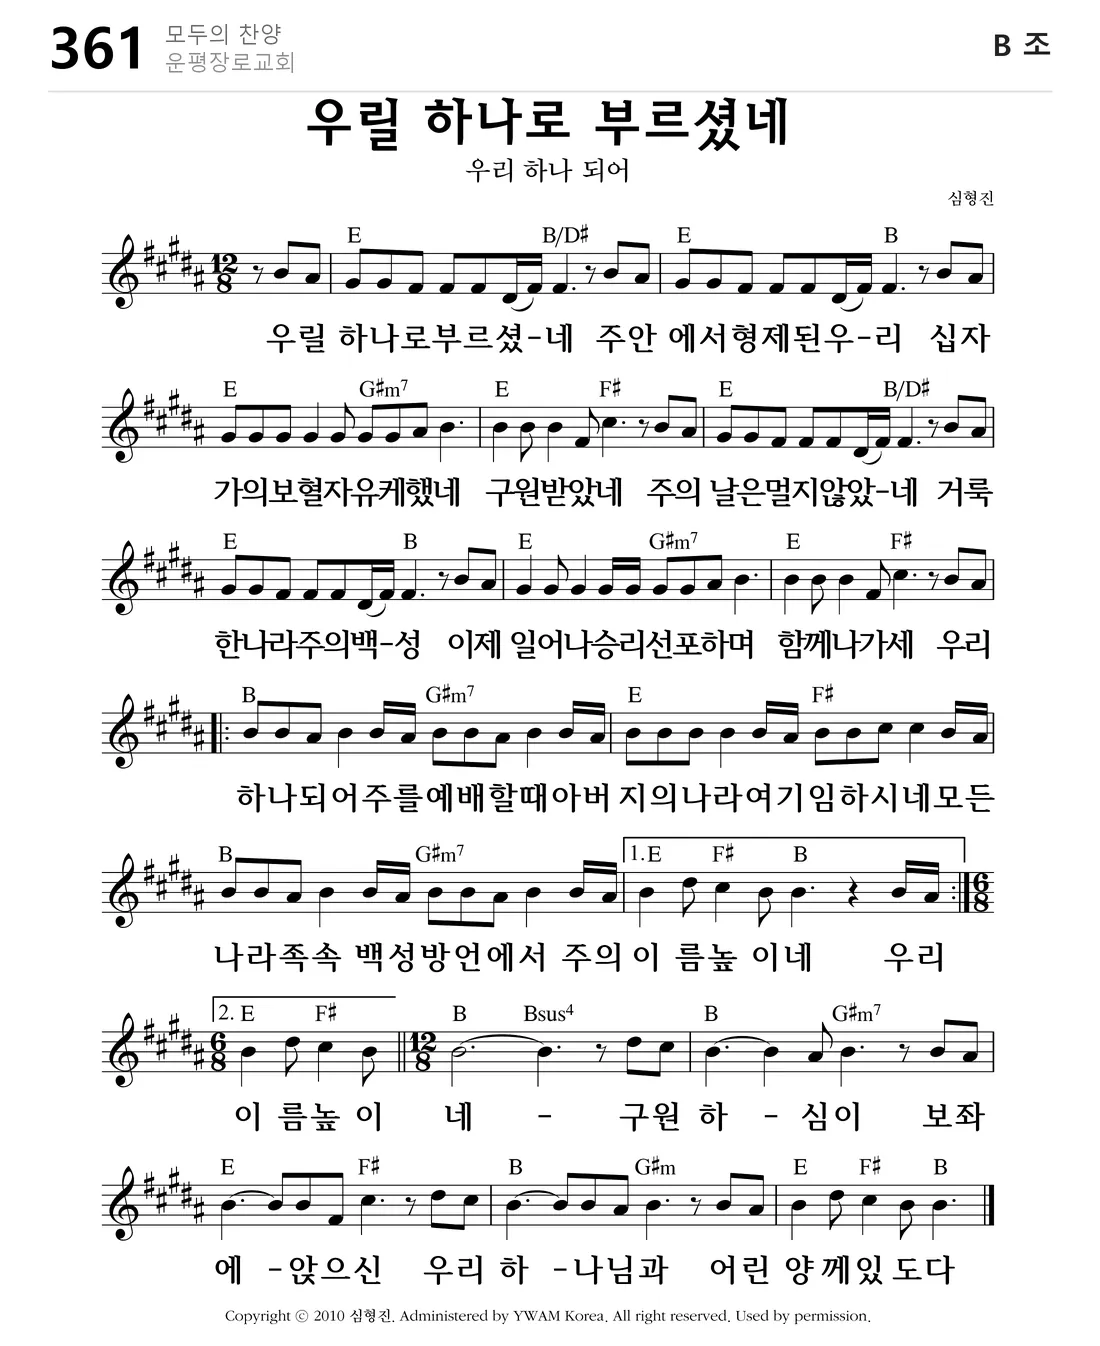 361 모두의 찬양
운평장로교회
B 조
우릴 하나로 부르셨네
우리 하나 되어
심형진
E B/D# E B
12/8
우릴 하나로부르셨-네 주안 에서형제된우-리 십자
E G#m7 E F# E B/D#
가의보혈자유케했네 구원받았네 주의 날은멀지않았-네 거룩
E B E G#m7 E F#
한나라주의백-성 이제 일어나승리선포하며 함께나가세 우리
B G#m7 E F#
하나되어주를예배할때아버 지의나라여기임하시네모든
B G#m7 1. E F# B
6/8
나라족속 백성방언에서 주의 이 름높 이네 우리
2. E F# B Bsus4 B G#m7
6/8 12/8
이 름높 이 네 - 구원 하 - 심이 보좌
E F# B G#m E F# B
에 -앉으신 우리 하 -나님과 어린 양께있 도다
Copyright ⓒ 2010 심형진. Administered by YWAM Korea. All right reserved. Used by permission.